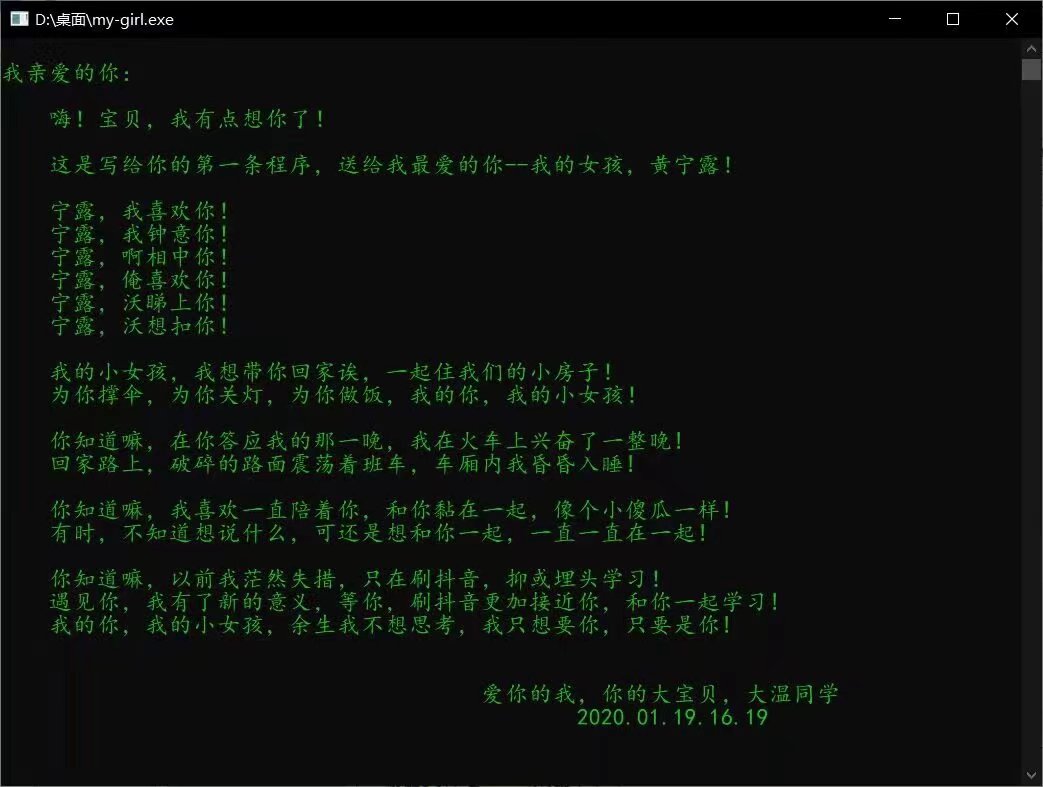 D:\桌面\my-girl.exe
我亲爱的你：
嗨！宝贝，我有点想你了！
这是写给你的第一条程序，送给我最爱的你--我的女孩，黄宁露！
宁露，我喜欢你！
宁露，我钟意你！
宁露，啊相中你！
宁露，俺喜欢你！
宁露，沃睇上你！
宁露，沃想扣你！
我的小女孩，我想带你回家诶，一起住我们的小房子！
为你撑伞，为你关灯，为你做饭，我的你，我的小女孩！
你知道嘛，在你答应我的那一晚，我在火车上兴奋了一整晚！
回家路上，破碎的路面震荡着班车，车厢内我昏昏入睡！
你知道嘛，我喜欢一直陪着你，和你黏在一起，像个小傻瓜一样！
有时，不知道想说什么，可还是想和你一起，一直一直在一起！
你知道嘛，以前我茫然失措，只在刷抖音，抑或埋头学习！
遇见你，我有了新的意义，等你，刷抖音更加接近你，和你一起学习！
我的你，我的小女孩，余生我不想思考，我只想要你，只要是你！
爱你的我，你的大宝贝，大温同学
2020.01.19.16.19